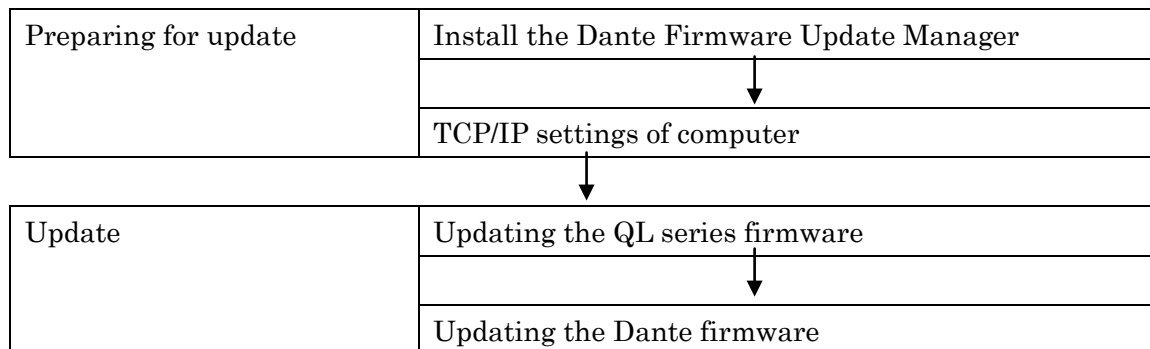 Preparing for update
Install the Dante Firmware Update Manager
TCP/IP settings of computer
Update
Updating the QL series firmware
Updating the Dante firmware